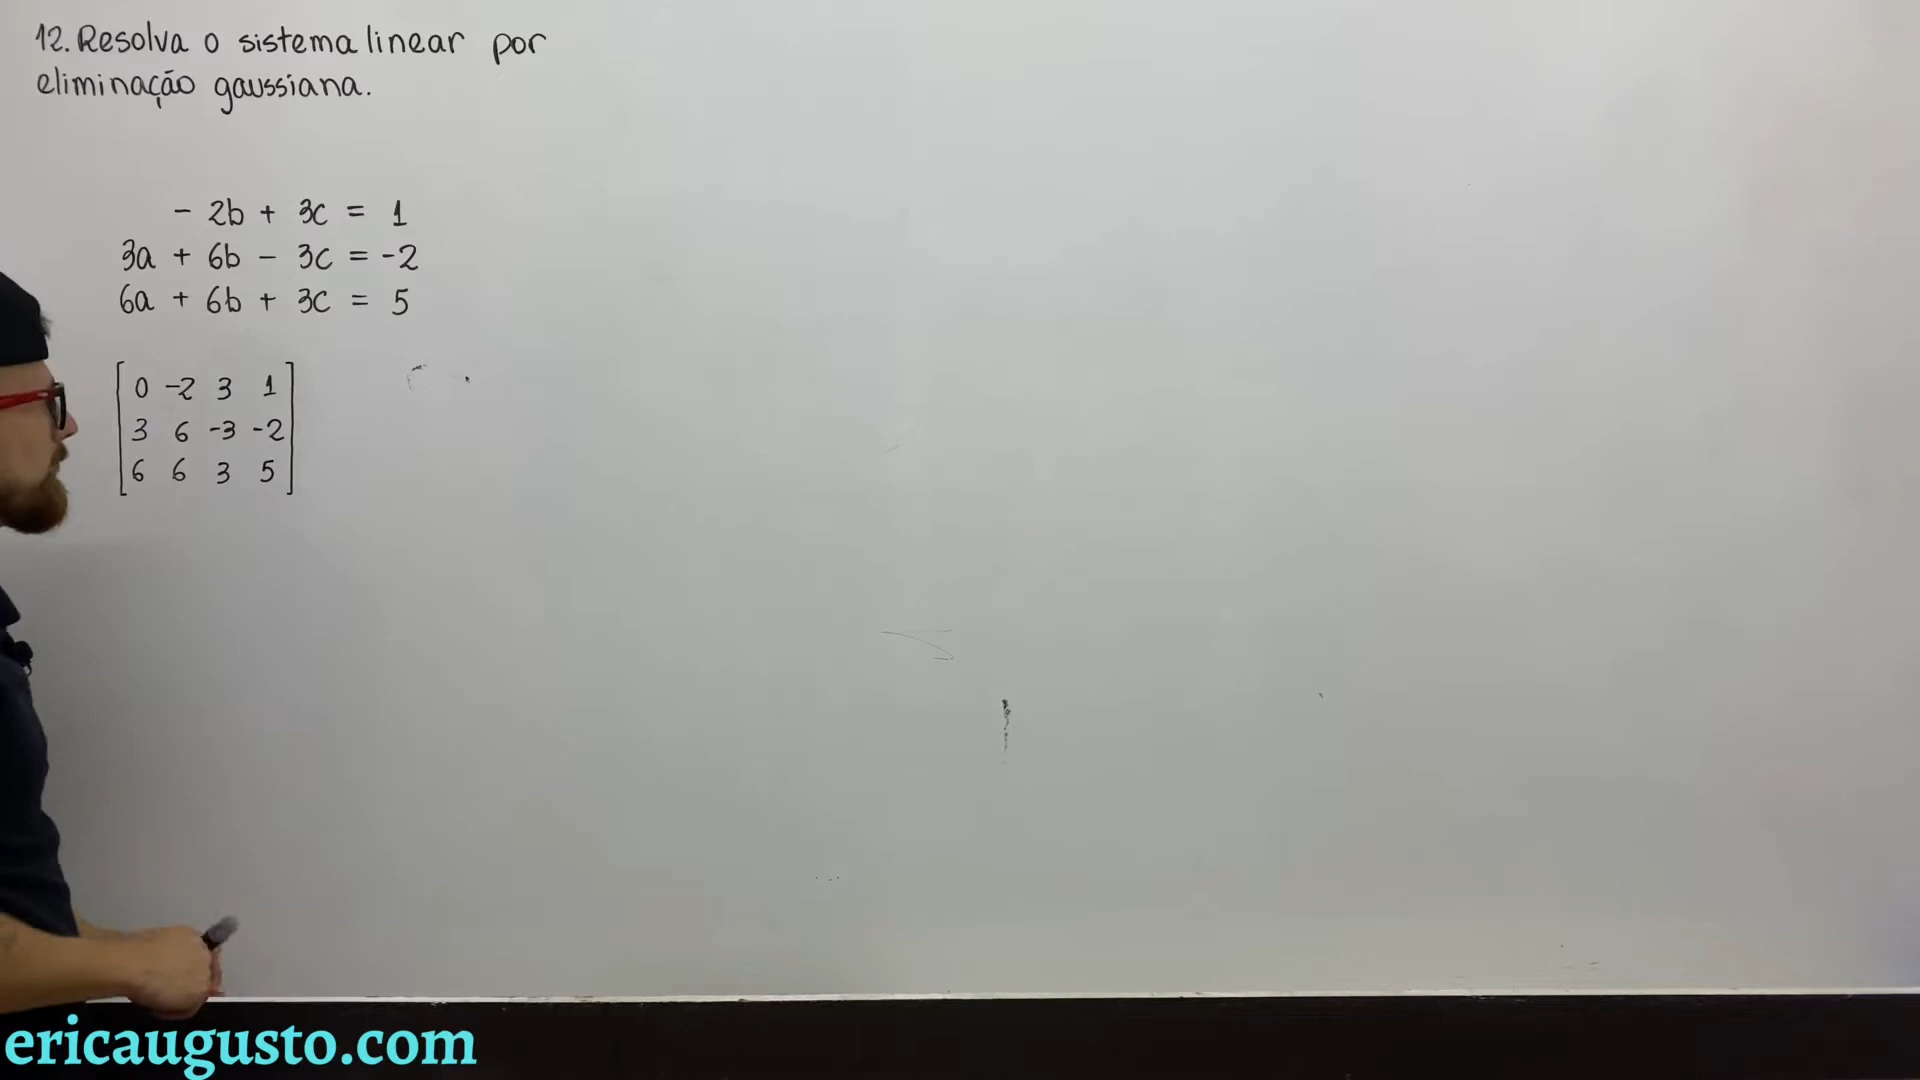 12. Resolva o sistema linear por
eliminação gaussiana.
- 2b + 3c = 1
3a + 6b - 3c = -2
6a + 6b + 3c = 5
0 -2 3 1
3 6 -3 -2
6 6 3 5
ericaugusto.com